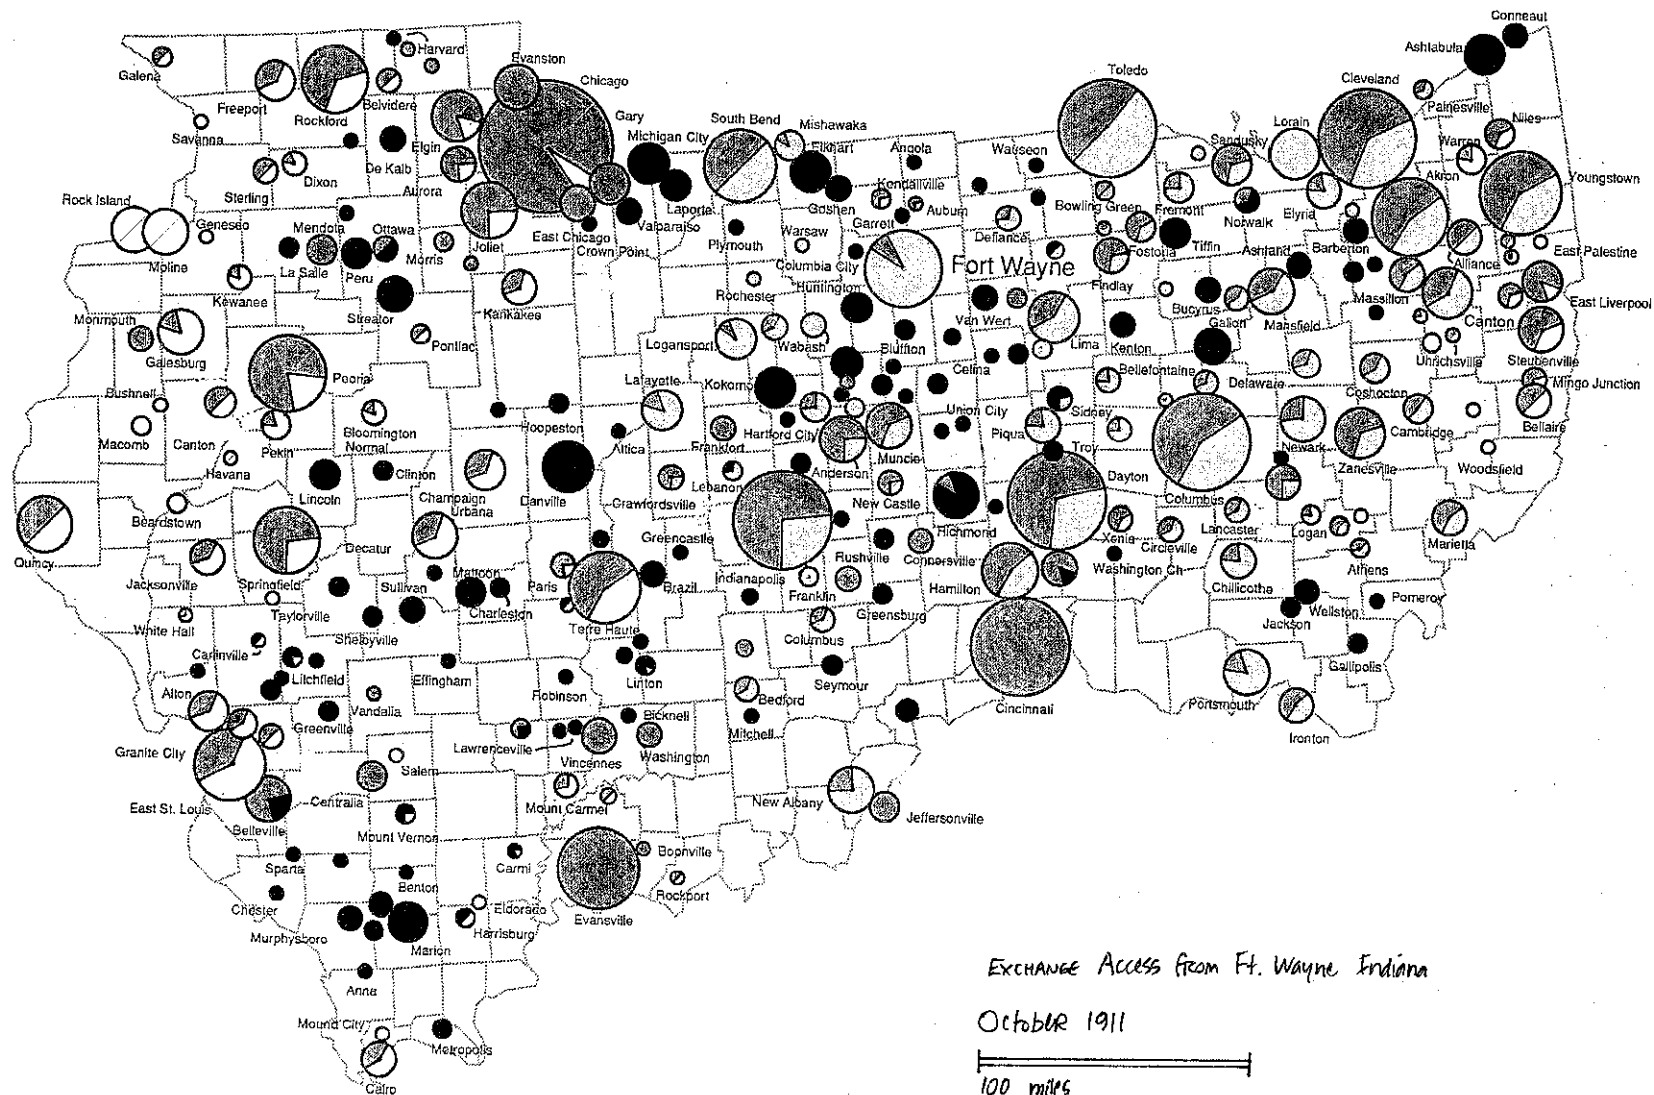 Conneaut
Ashtabula
Harvard
Galena
Evanston
Chicago
Toledo
Cleveland
Freeport
Belvidere
Rockford
Gary
Michigan City
South Bend
Mishawaka
Painesville
Niles
Lorain
Savanna
Elgin
Elkhart
Angola
Wauseon
Sandusky
Warren
De Kalb
Dixon
Aurora
Akron
Youngstown
Sterling
Kendallville
Rock Island
Laporte
Goshen
Auburn
Bowling Green
Fremont
Norwalk
Elyria
Geneseo
Mendota
Ottawa
Joliet
East Chicago
Valparaiso
Garrett
Plymouth
Warsaw
Defiance
Fostoria
Tiffin
Ashland
Barberton
East Palestine
Moline
La Salle
Peru
Morris
Crown Point
Columbia City
Fort Wayne
Alliance
Kewanee
Huntington
Rochester
Findlay
Massillon
East Liverpool
Streator
Kankakee
Van Wert
Bucyrus
Galion
Mansfield
Canton
Monmouth
Galesburg
Pontiac
Logansport
Wabash
Bluffton
Lima
Kenton
Uhrichsville
Steubenville
Peoria
Lafayette
Kokomo
Celina
Bellefontaine
Delaware
Coshocton
Mingo Junction
Bushnell
Macomb
Canton
Pekin
Bloomington
Normal
Hoopeston
Attica
Frankford
Hartford City
Union City
Piqua
Sidney
Newark
Cambridge
Bellaire
Havana
Clinton
Anderson
Muncie
Troy
Zanesville
Woodsfield
Lincoln
Champaign
Urbana
Danville
Crawfordsville
Lebanon
New Castle
Dayton
Columbus
Beardstown
Richmond
Lancaster
Logan
Quincy
Decatur
Greencastle
Rushville
Connersville
Xenia
Circleville
Marietta
Jacksonville
Springfield
Sullivan
Mattoon
Paris
Brazil
Indianapolis
Franklin
Hamilton
Washington Ch
Chillicothe
Athens
White Hall
Taylorville
Charleston
Greensburg
Wellston
Pomeroy
Shelbyville
Terre Haute
Columbus
Jackson
Carlinville
Litchfield
Effingham
Robinson
Linton
Seymour
Gallipolis
Alton
Vandalia
Bedford
Portsmouth
Greenville
Bicknell
Mitchell
Cincinnati
Granite City
Lawrenceville
Vincennes
Washington
Ironton
Salem
East St. Louis
Centralia
Mount Carmel
New Albany
Jeffersonville
Belleville
Mount Vernon
Sparta
Carmi
Boonville
Benton
Rockport
Chester
Eldorado
Evansville
Murphysboro
Harrisburg
Marion
Anna
Mound City
Metropolis
Cairo
EXCHANGE Access from Ft. Wayne Indiana
October 1911
100 miles